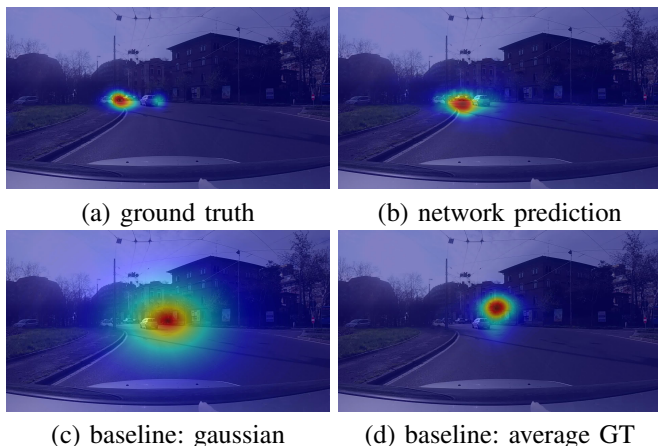 (a) ground truth
(b) network prediction
(c) baseline: gaussian
(d) baseline: average GT